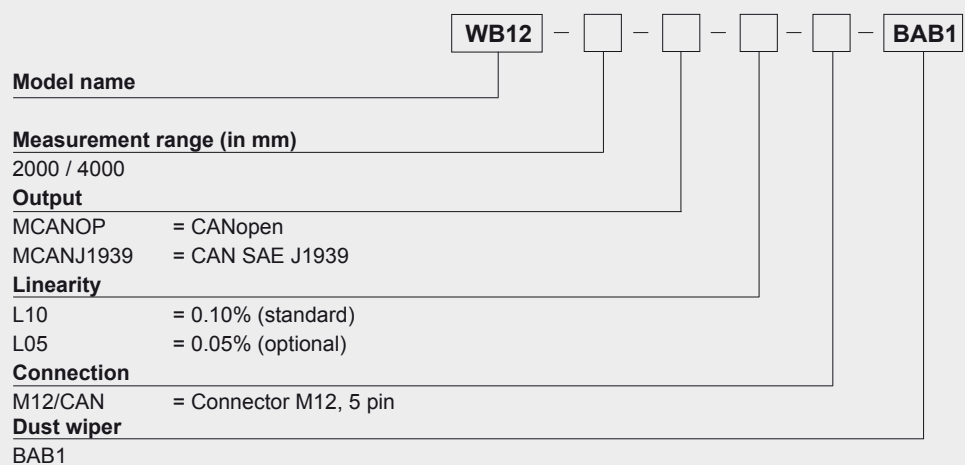 WB12 – – – – – BAB1
Model name
Measurement range (in mm)
2000 / 4000
Output
MCANOP = CANopen
MCANJ1939 = CAN SAE J1939
Linearity
L10 = 0.10% (standard)
L05 = 0.05% (optional)
Connection
M12/CAN = Connector M12, 5 pin
Dust wiper
BAB1